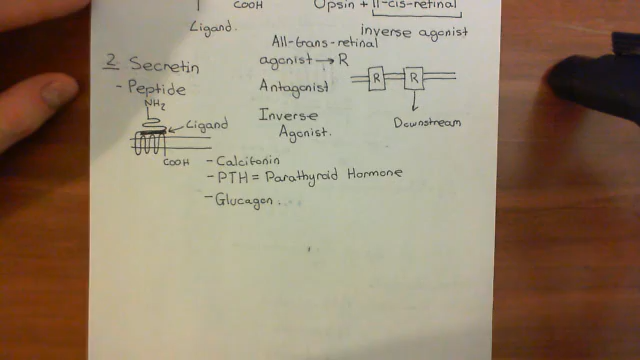 COOH
Opsin + 11-cis-retinal
Ligand.
Inverse agonist
All-trans-retinal
2 Secretin
agonist → R
- Peptide
Antagonist
R
R
NH2
Inverse
Agonist.
Ligand
Downstream
COOH
- Calcitonin
- PTH = Parathyroid Hormone
- Glucagon.